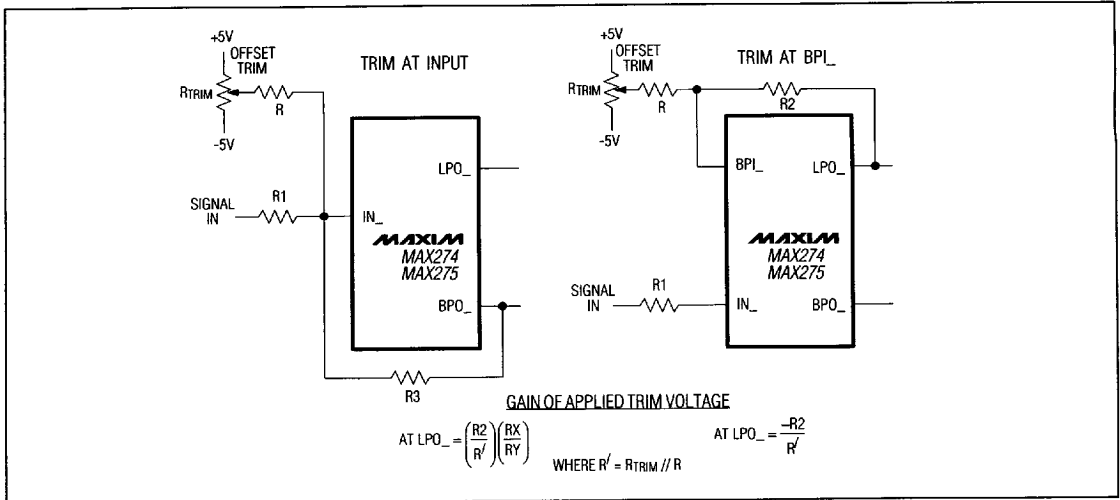 +5V
OFFSET
TRIM
RTRIM
R
-5V
TRIM AT INPUT
SIGNAL
IN
R1
IN_
LPO_
MAXIM
MAX274
MAX275
BPO_
R3
+5V
OFFSET
TRIM
RTRIM
R
-5V
TRIM AT BPI_
R2
BPI_
LPO_
MAXIM
MAX274
MAX275
SIGNAL
IN
R1
IN_
BPO_
GAIN OF APPLIED TRIM VOLTAGE
AT LPO_ = (R2/R′)(RX/RY)
AT LPO_ = -R2/R′
WHERE R′ = RTRIM // R